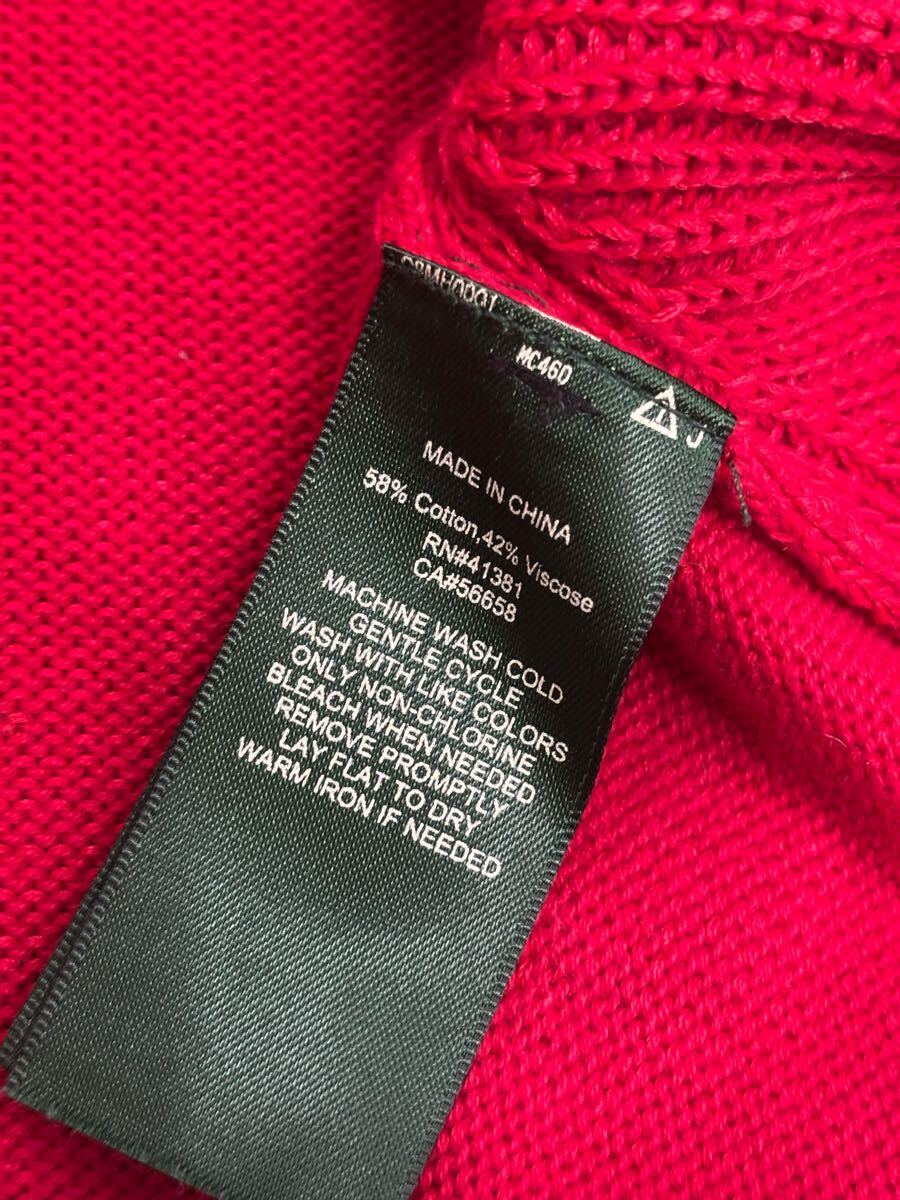 MC460
J
MADE IN CHINA
58% Cotton,42% Viscose
RN#41381
CA#56658
MACHINE WASH COLD
GENTLE CYCLE
WASH WITH LIKE COLORS
ONLY NON-CHLORINE
BLEACH WHEN NEEDED
REMOVE PROMPTLY
LAY FLAT TO DRY
WARM IRON IF NEEDED